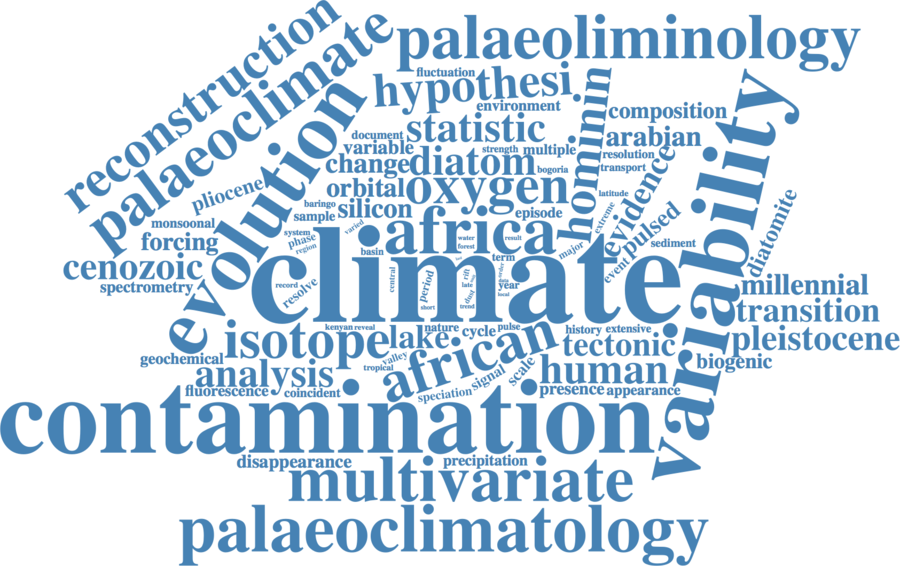 reconstruction
palaeoclimate
palaeoliminology
fluctuation
hypothesi
environment
evolution
document
statistic
hominin
composition
variable
strength
multiple
arabian
change
diatom
bogoria
resolution
transport
pliocene
orbital
oxygen
latitude
evidence
variability
baringo
sample
silicon
episode
extreme
pulsed
diatomite
monsoonal
forcing
system
phase
region
varied
africa
water
forest
result
major
sediment
basin
term
cenozoic
climate
event
spectrometry
record
resolve
central
period
short
rift
late
dust
trend
order
data
year
local
millennial
transition
kenyan
reveal
nature
cycle
pulse
history
extensive
isotope
lake
african
tectonic
pleistocene
geochemical
valley
tropical
biogenic
analysis
signal
scale
human
fluorescence
coincident
speciation
presence
appearance
contamination
disappearance
precipitation
multivariate
palaeoclimatology